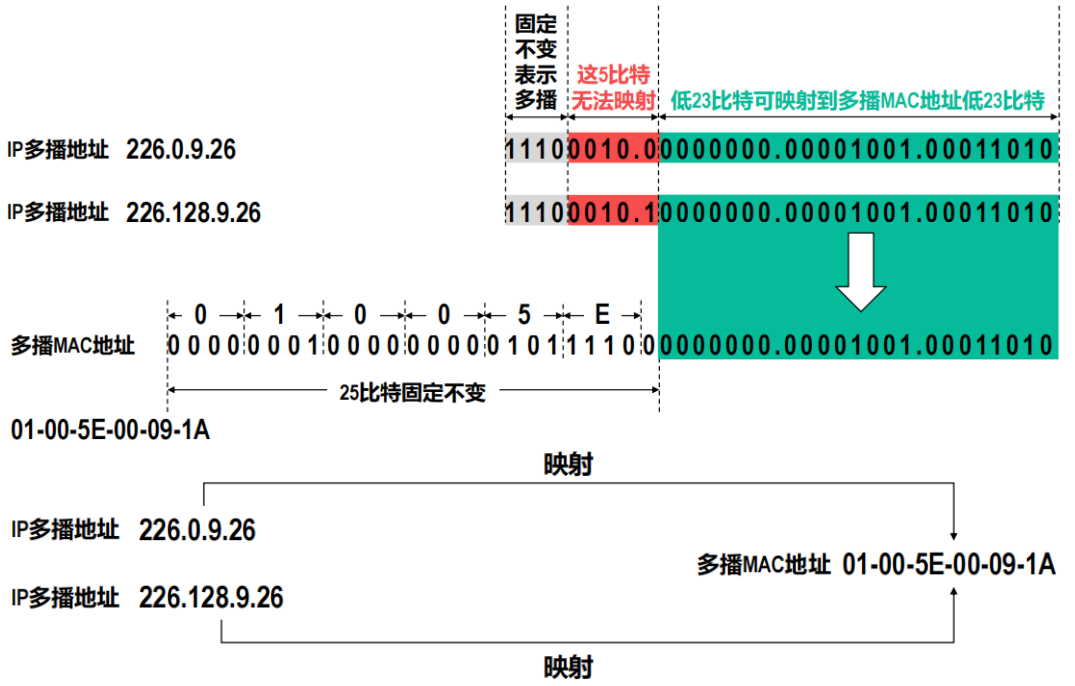 固定
不变
表示
多播
这5比特
无法映射
低23比特可映射到多播MAC地址低23比特
IP多播地址 226.0.9.26
1110 0010.0 0000000.00001001.00011010
IP多播地址 226.128.9.26
1110 0010.1 0000000.00001001.00011010
0 1 0 0 5 E
多播MAC地址 0000 0001 0000 0000 0101 1110 0 0000000.00001001.00011010
25比特固定不变
01-00-5E-00-09-1A
映射
IP多播地址 226.0.9.26
多播MAC地址 01-00-5E-00-09-1A
IP多播地址 226.128.9.26
映射